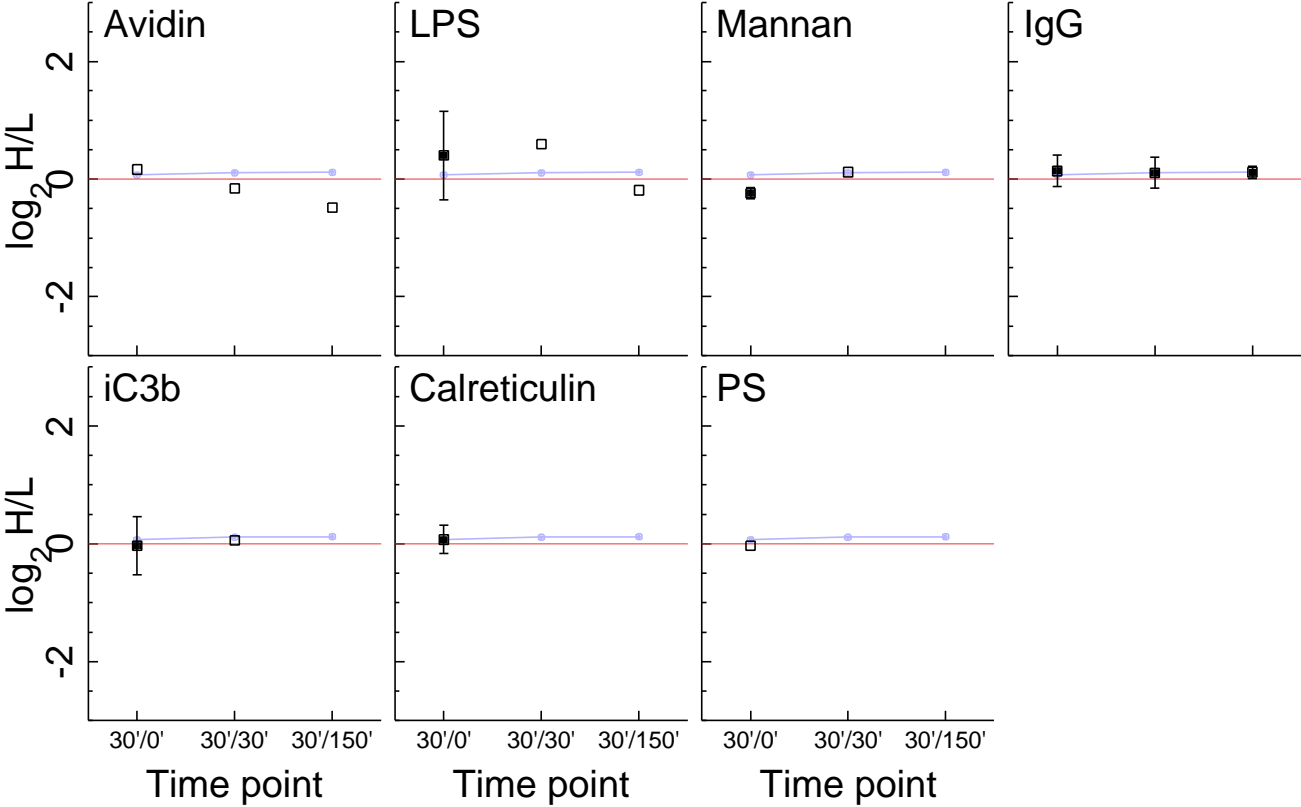 Avidin LPS Mannan IgG
log2 H/L
2
0
-2
iC3b Calreticulin PS
log2 H/L
2
0
-2
30'/0' 30'/30' 30'/150' 30'/0' 30'/30' 30'/150' 30'/0' 30'/30' 30'/150'
Time point Time point Time point